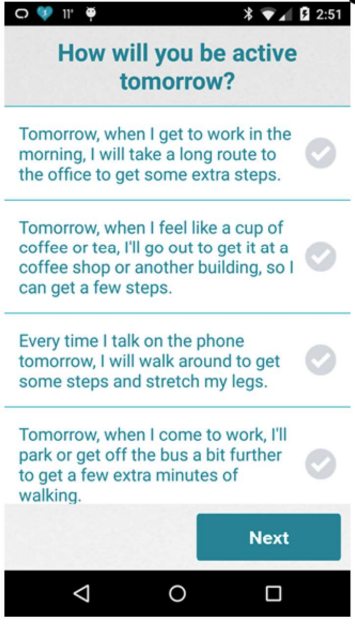 11°
2:51
How will you be active
tomorrow?
Tomorrow, when I get to work in the
morning, I will take a long route to
the office to get some extra steps.
Tomorrow, when I feel like a cup of
coffee or tea, I'll go out to get it at a
coffee shop or another building, so I
can get a few steps.
Every time I talk on the phone
tomorrow, I will walk around to get
some steps and stretch my legs.
Tomorrow, when I come to work, I'll
park or get off the bus a bit further
to get a few extra minutes of
walking.
Next